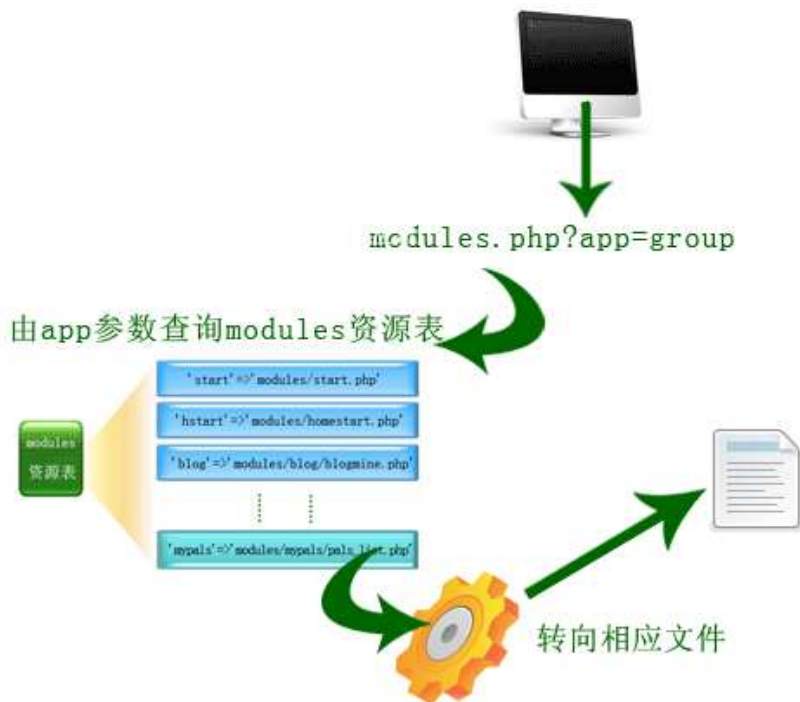 modules.php?app=group
由app参数查询modules资源表
'start'=>'modules/start.php'
'hstart'=>'modules/homestart.php'
modules
资源表
'blog'=>'modules/blog/blogmine.php'
'mypals'=>'modules/mypals/pals_list.php'
转向相应文件